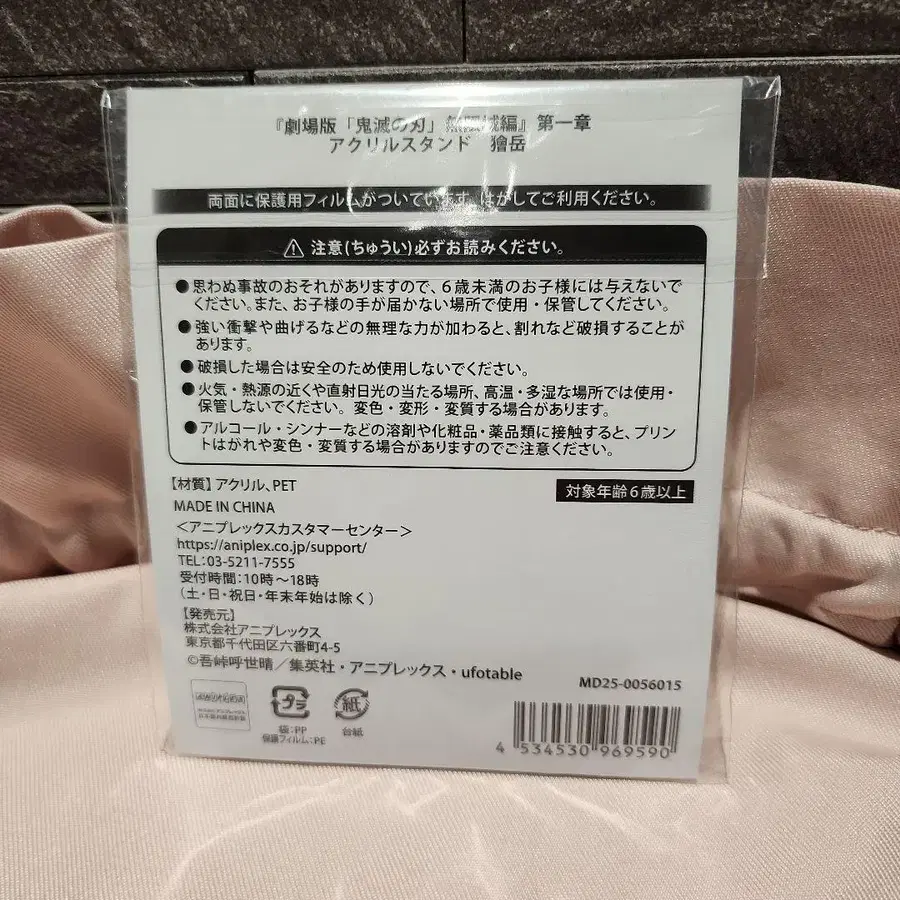 『劇場版「鬼滅の刃」無限城編』第一章
アクリルスタンド 獪岳
両面に保護用フィルムがついています。はがしてご利用ください。
注意(ちゅうい)必ずお読みください。
●思わぬ事故のおそれがありますので、6歳未満のお子様には与えないで
ください。また、お子様の手が届かない場所で使用・保管してください。
●強い衝撃や曲げるなどの無理な力が加わると、割れなど破損することが
あります。
●破損した場合は安全のため使用しないでください。
●火気・熱源の近くや直射日光の当たる場所、高温・多湿な場所では使用・
保管しないでください。変色・変形・変質する場合があります。
●アルコール・シンナーなどの溶剤や化粧品・薬品類に接触すると、プリン
トはがれや変色・変質する場合がありますのでご注意ください。
【材質】アクリル、PET
対象年齢6歳以上
MADE IN CHINA
<アニプレックスカスタマーセンター>
https://aniplex.co.jp/support/
TEL:03-5211-7555
受付時間:10時〜18時
(土・日・祝日・年末年始は除く)
【発売元】
株式会社アニプレックス
東京都千代田区六番町4-5
©吾峠呼世晴/集英社・アニプレックス・ufotable
MD25-0056015
プラ
紙
袋:PP
保護フィルム:PE
台紙
4 534530 969590